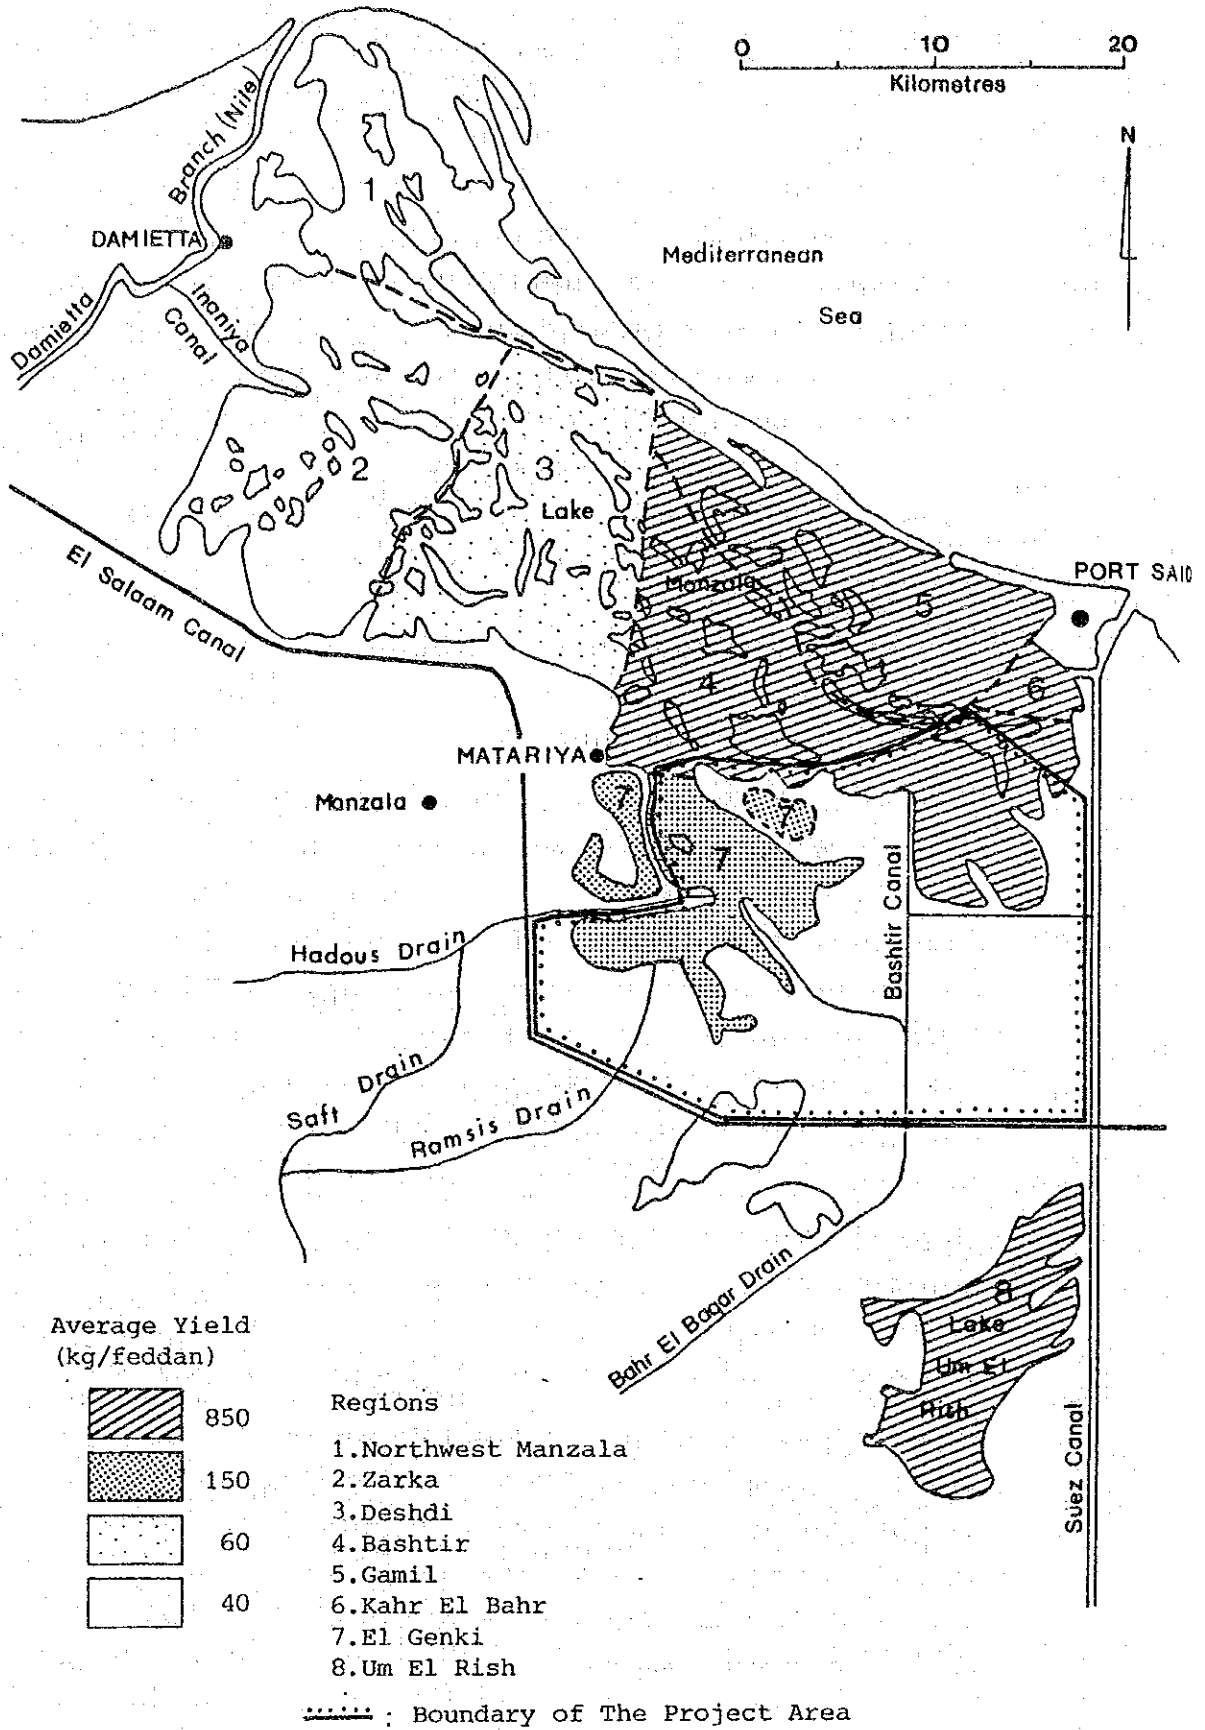 0 10 20
Kilometres
N
Branch (Nile)
1
DAMIETTA
Mediterranean
Sea
Damietta
Inaniya
Canal
2
3
Lake
El Salaam Canal
Manzala
5
PORT SAID
4
6
MATARIYA
Manzala
7
7
7
Bashtir Canal
Hadous Drain
Saft Drain
Ramsis Drain
Bahr El Baqar Drain
8
Lake
Um El
Rish
Suez Canal
Average Yield
(kg/feddan)
850
150
60
40
Regions
1.Northwest Manzala
2.Zarka
3.Deshdi
4.Bashtir
5.Gamil
6.Kahr El Bahr
7.El Genki
8.Um El Rish
: Boundary of The Project Area